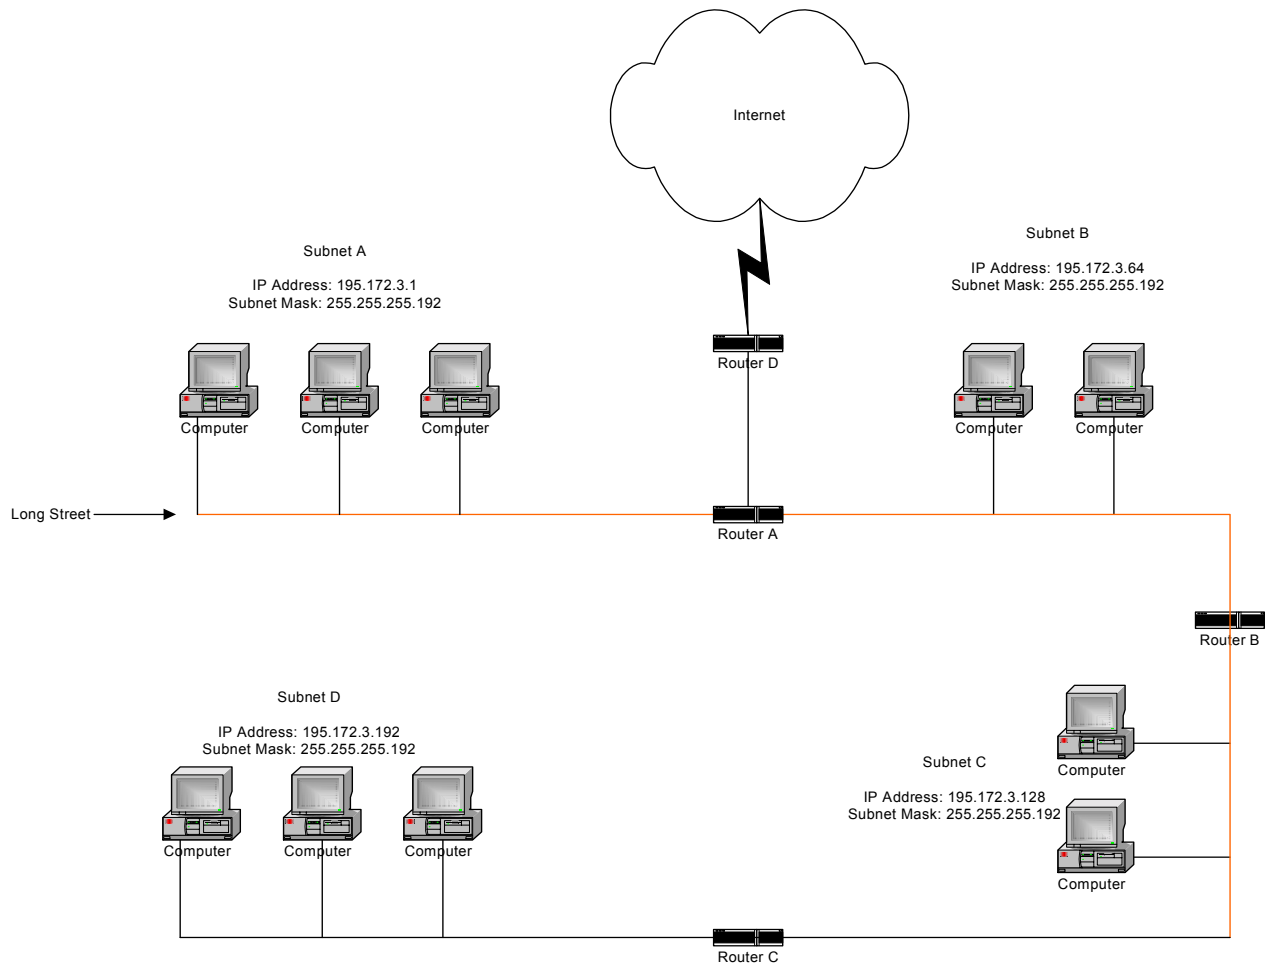 Internet
Subnet A
IP Address: 195.172.3.1
Subnet Mask: 255.255.255.192
Subnet B
IP Address: 195.172.3.64
Subnet Mask: 255.255.255.192
Router D
Computer
Computer
Computer
Computer
Computer
Long Street
Router A
Router B
Subnet D
IP Address: 195.172.3.192
Subnet Mask: 255.255.255.192
Subnet C
IP Address: 195.172.3.128
Subnet Mask: 255.255.255.192
Computer
Computer
Computer
Computer
Computer
Router C